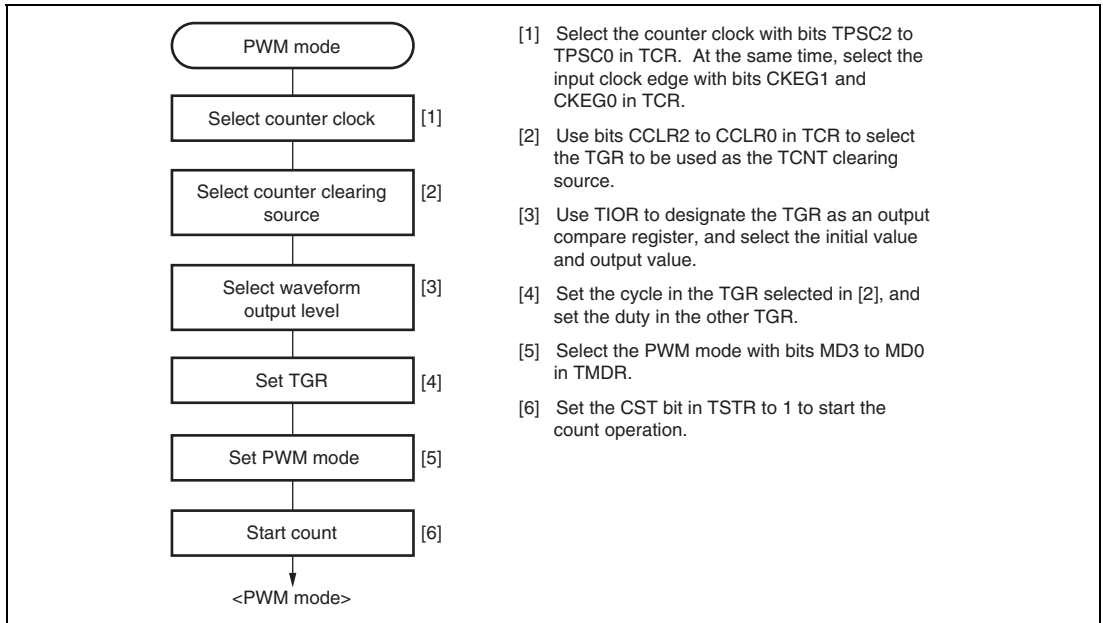 PWM mode
Select counter clock
[1]
Select counter clearing
source
[2]
Select waveform
output level
[3]
Set TGR
[4]
Set PWM mode
[5]
Start count
[6]
<PWM mode>
[1] Select the counter clock with bits TPSC2 to
TPSC0 in TCR. At the same time, select the
input clock edge with bits CKEG1 and
CKEG0 in TCR.
[2] Use bits CCLR2 to CCLR0 in TCR to select
the TGR to be used as the TCNT clearing
source.
[3] Use TIOR to designate the TGR as an output
compare register, and select the initial value
and output value.
[4] Set the cycle in the TGR selected in [2], and
set the duty in the other TGR.
[5] Select the PWM mode with bits MD3 to MD0
in TMDR.
[6] Set the CST bit in TSTR to 1 to start the
count operation.